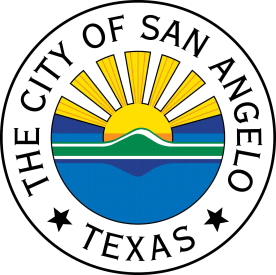 THE CITY OF SAN ANGELO
TEXAS